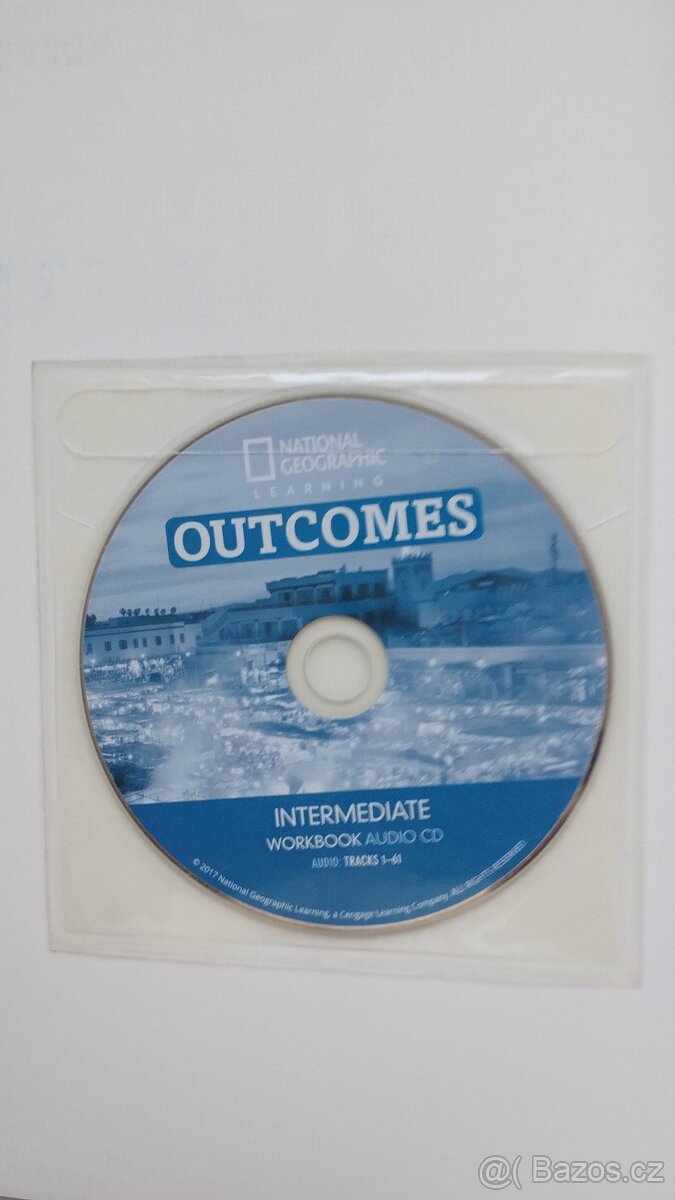 NATIONAL
GEOGRAPHIC
LEARNING
OUTCOMES
INTERMEDIATE
WORKBOOK AUDIO CD
AUDIO: TRACKS 1–61
© 2017 National Geographic Learning, a Cengage Learning Company. ALL RIGHTS RESERVED.
@( Bazos.cz